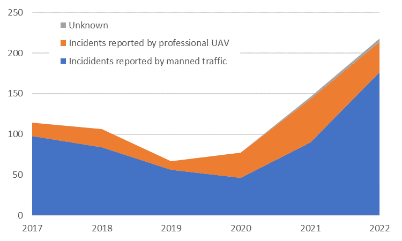 250
200
150
100
50
0
Unknown
Incidents reported by professional UAV
Incididents reported by manned traffic
2017 2018 2019 2020 2021 2022